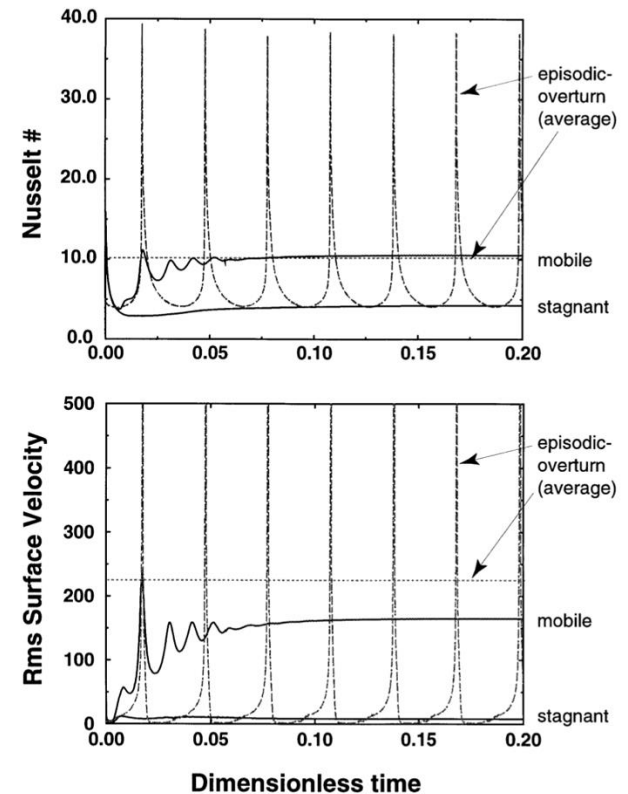 40.0
30.0
20.0
10.0
0.0
Nusselt #
0.00
0.05
0.10
0.15
0.20
episodic-
overturn
(average)
mobile
stagnant
500
400
300
200
100
0
Rms Surface Velocity
0.00
0.05
0.10
0.15
0.20
episodic-
overturn
(average)
mobile
stagnant
Dimensionless time